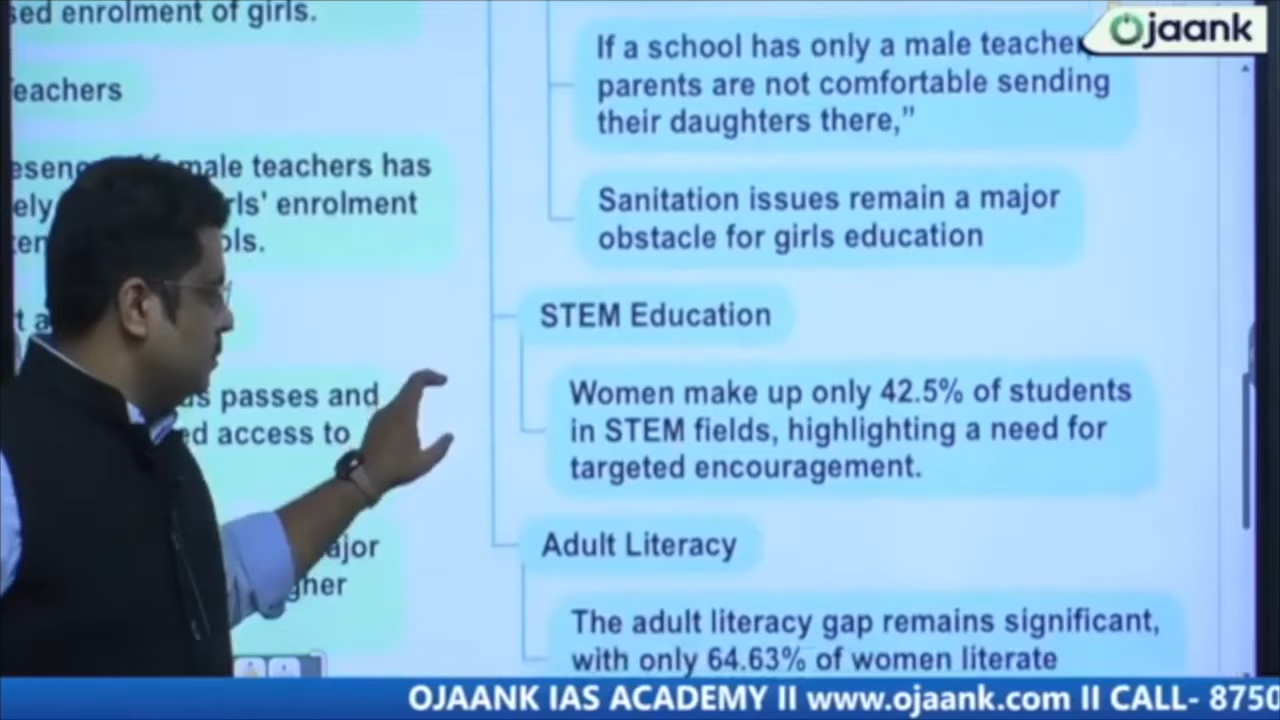 sed enrolment of girls.
eachers
male teachers has
ely rls' enrolment
ols.
t a
us passes and
ed access to
ajor
gher
Ojaank
If a school has only a male teacher,
parents are not comfortable sending
their daughters there,”
Sanitation issues remain a major
obstacle for girls education
STEM Education
Women make up only 42.5% of students
in STEM fields, highlighting a need for
targeted encouragement.
Adult Literacy
The adult literacy gap remains significant,
with only 64.63% of women literate
OJAANK IAS ACADEMY II www.ojaank.com II CALL- 8750